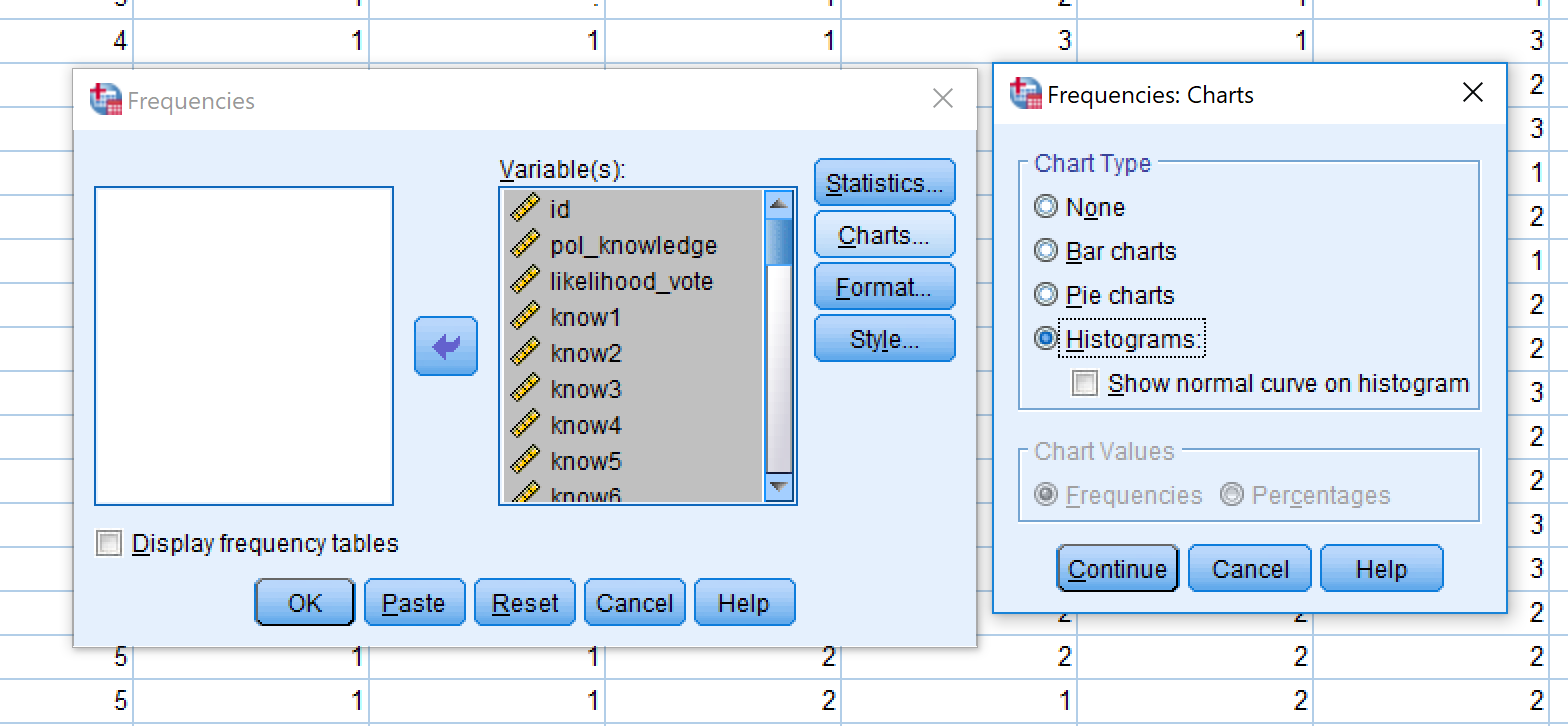 4 1 1 1 3 1 3
Frequencies
Variable(s):
id
pol_knowledge
likelihood_vote
know1
know2
know3
know4
know5
know6
Statistics...
Charts...
Format...
Style...
Display frequency tables
OK Paste Reset Cancel Help
Frequencies: Charts
Chart Type
None
Bar charts
Pie charts
Histograms:
Show normal curve on histogram
Chart Values
Frequencies Percentages
Continue Cancel Help
2
3
1
2
1
2
2
3
2
2
3
3
2 2 2
5 1 1 2 2 2 2
5 1 1 2 1 2 2